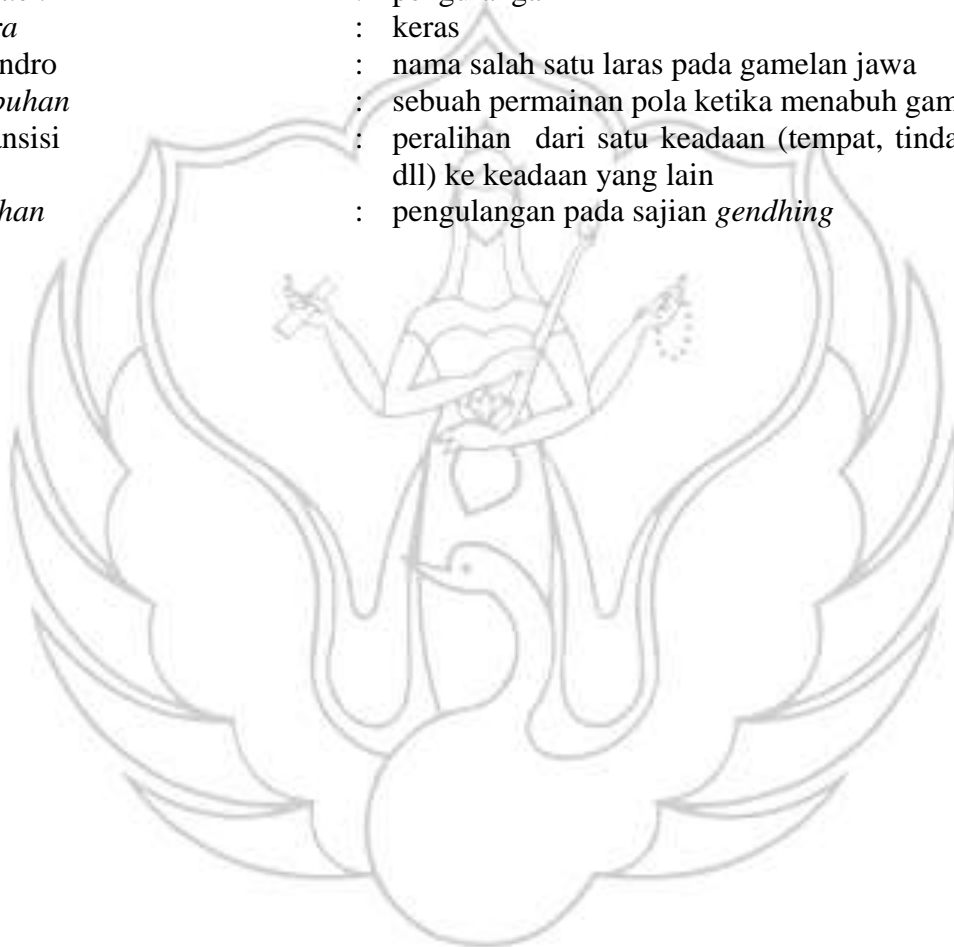 : pengulangan
ra : keras
ndro : nama salah satu laras pada gamelan jawa
buhan : sebuah permainan pola ketika menabuh gam
ansisi : peralihan dari satu keadaan (tempat, tinda
dll) ke keadaan yang lain
han : pengulangan pada sajian gendhing